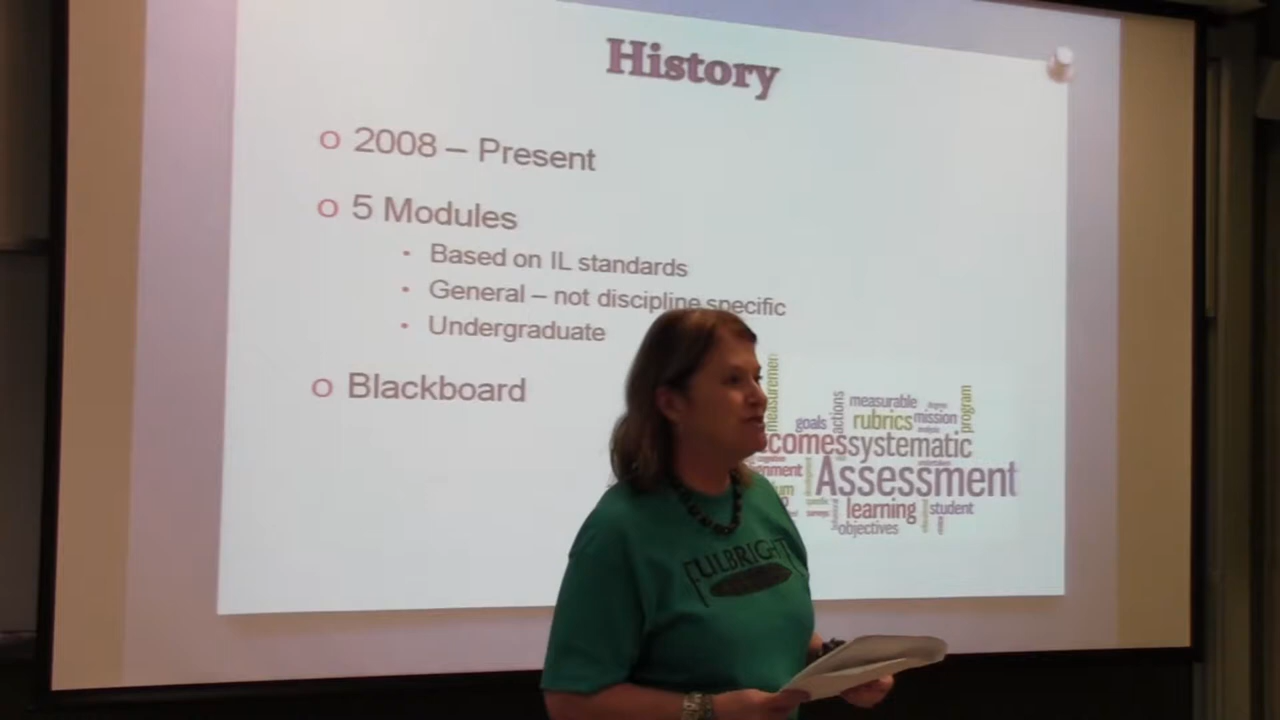 History
o 2008 – Present
o 5 Modules
• Based on IL standards
• General – not discipline specific
• Undergraduate
o Blackboard
measurable
program
actions
goals
rubrics
mission
systematic
Assessment
learning
student
objectives
FULBRIGHT